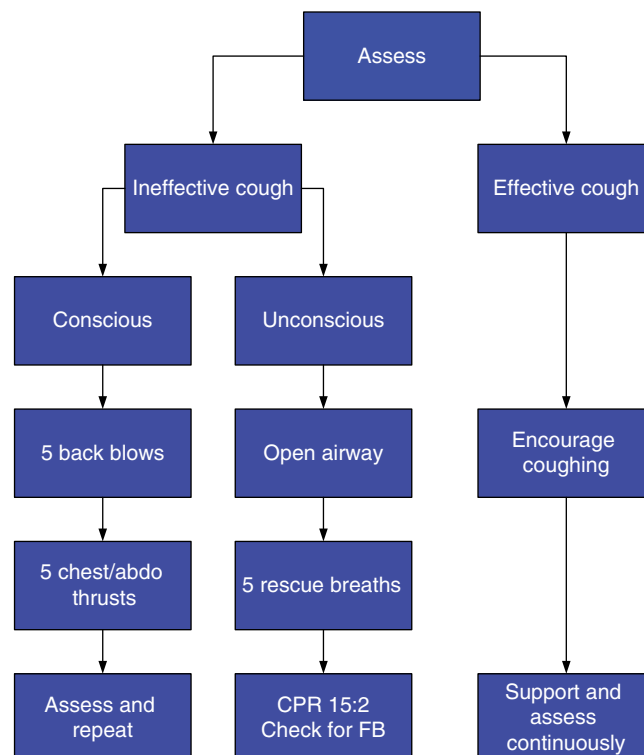 Assess
Ineffective cough
Effective cough
Conscious
Unconscious
5 back blows
Open airway
Encourage
coughing
5 chest/abdo
thrusts
5 rescue breaths
Assess and
repeat
CPR 15:2
Check for FB
Support and
assess
continuously